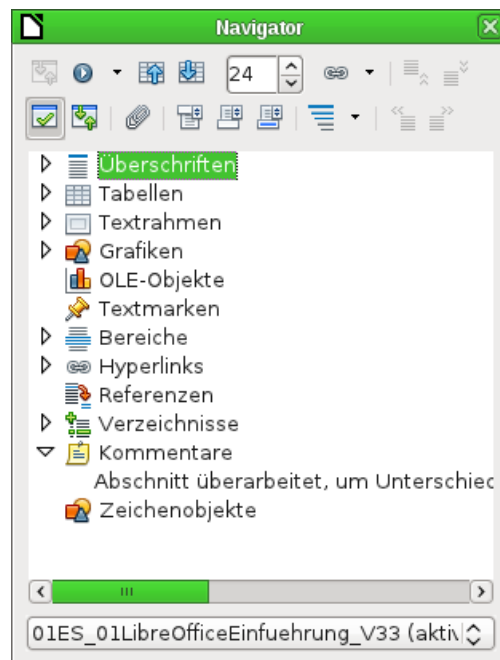 Navigator
24
Überschriften
Tabellen
Textrahmen
Grafiken
OLE-Objekte
Textmarken
Bereiche
Hyperlinks
Referenzen
Verzeichnisse
Kommentare
Abschnitt überarbeitet, um Unterschied
Zeichenobjekte
01ES_01LibreOfficeEinfuehrung_V33 (aktiv